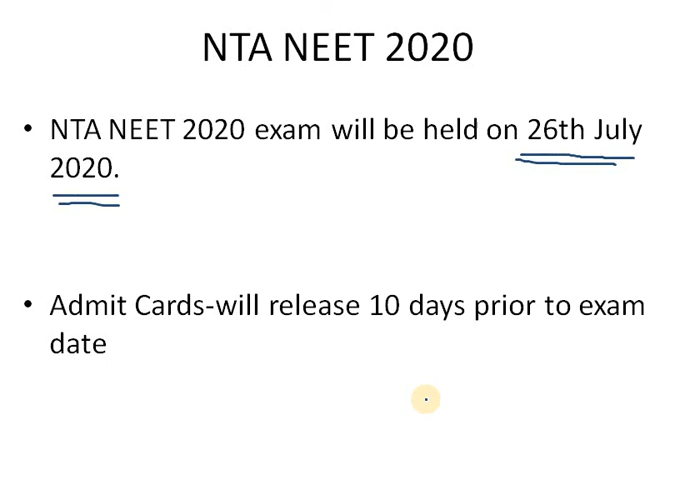 NTA NEET 2020
• NTA NEET 2020 exam will be held on 26th July
2020.
• Admit Cards-will release 10 days prior to exam
date